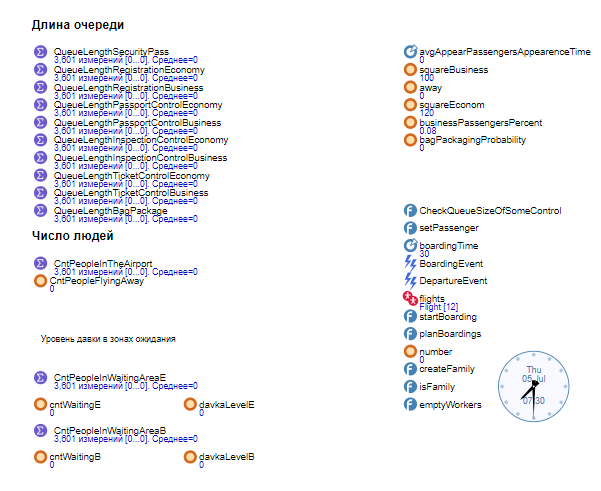 Длина очереди
QueueLengthSecurityPass
3,601 измерений [0...0]. Среднее=0
QueueLengthRegistrationEconomy
3,601 измерений [0...0]. Среднее=0
QueueLengthRegistrationBusiness
3,601 измерений [0...0]. Среднее=0
QueueLengthPassportControlEconomy
3,601 измерений [0...0]. Среднее=0
QueueLengthPassportControlBusiness
3,601 измерений [0...0]. Среднее=0
QueueLengthInspectionControlEconomy
3,601 измерений [0...0]. Среднее=0
QueueLengthInspectionControlBusiness
3,601 измерений [0...0]. Среднее=0
QueueLengthTicketControlEconomy
3,601 измерений [0...0]. Среднее=0
QueueLengthTicketControlBusiness
3,601 измерений [0...0]. Среднее=0
QueueLengthBagPackage
3,601 измерений [0...0]. Среднее=0
Число людей
CntPeopleInTheAirport
3,601 измерений [0...0]. Среднее=0
CntPeopleFlyingAway
0
Уровень давки в зонах ожидания
CntPeopleInWaitingAreaE
3,601 измерений [0...0]. Среднее=0
cntWaitingE
0
davkaLevelE
0
CntPeopleInWaitingAreaB
3,601 измерений [0...0]. Среднее=0
cntWaitingB
0
davkaLevelB
0
avgAppearPassengersAppearenceTime
0
squareBusiness
100
away
0
squareEconom
120
businessPassengersPercent
0.08
bagPackagingProbability
0
CheckQueueSizeOfSomeControl
setPassenger
boardingTime
30
BoardingEvent
DepartureEvent
flights
Flight [12]
startBoarding
planBoardings
number
0
createFamily
isFamily
emptyWorkers
Thu
05 Jul
07:30